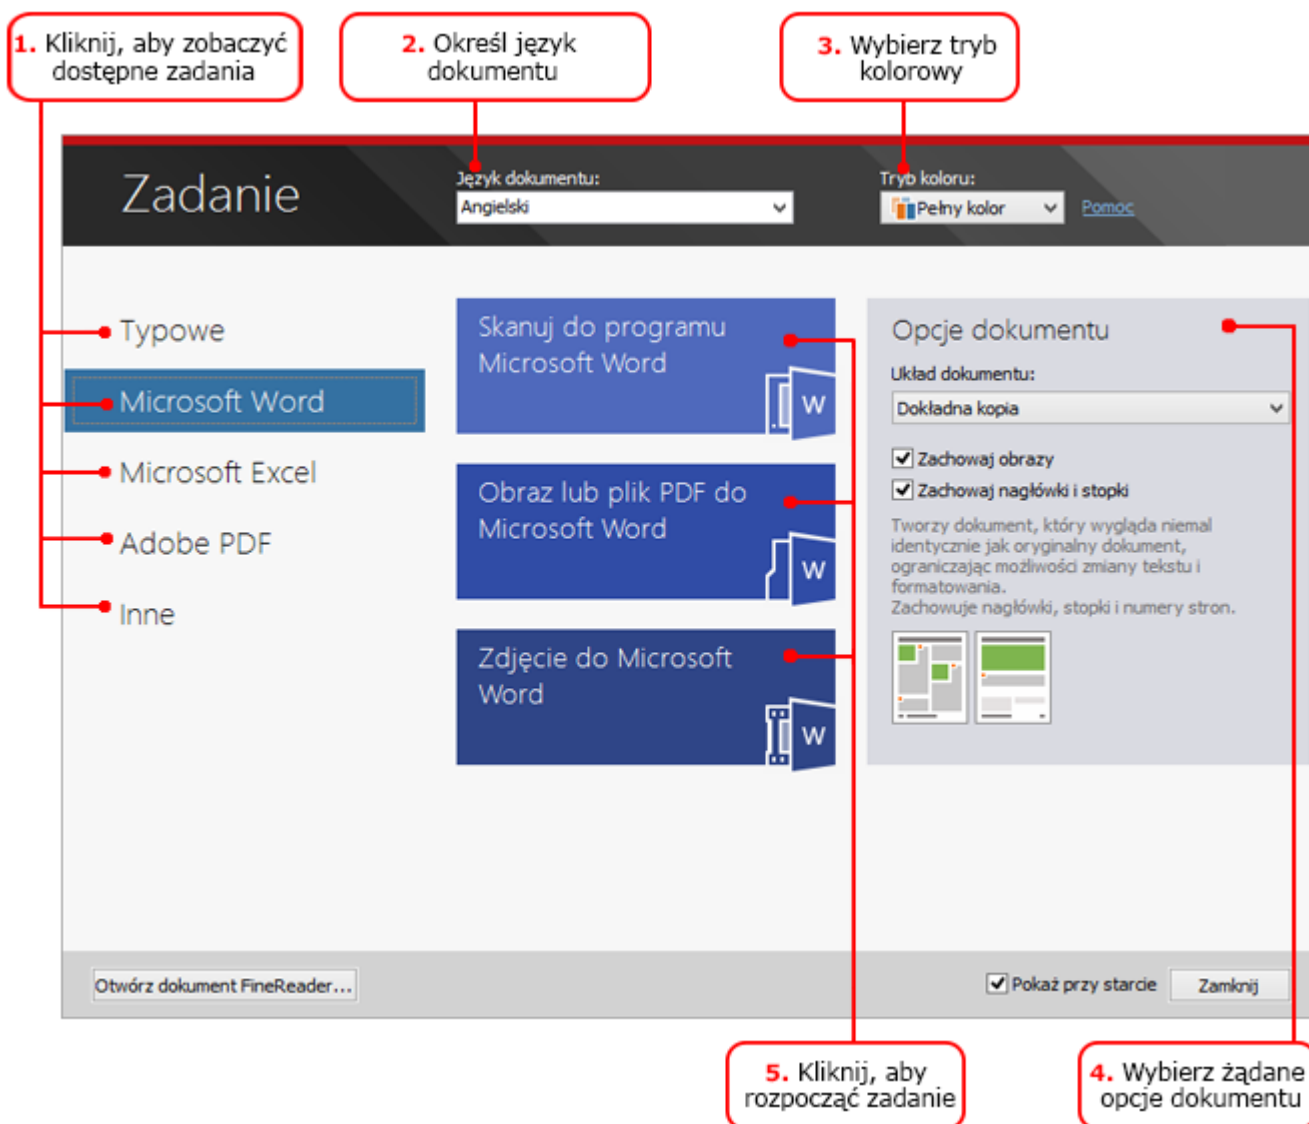 1. Kliknij, aby zobaczyć
dostępne zadania
2. Określ język
dokumentu
3. Wybierz tryb
kolorowy
Zadanie
Język dokumentu:
Angielski
Tryb koloru:
Pełny kolor
Pomoc
Typowe
Microsoft Word
Microsoft Excel
Adobe PDF
Inne
Skanuj do programu
Microsoft Word
W
Obraz lub plik PDF do
Microsoft Word
W
Zdjęcie do Microsoft
Word
W
Opcje dokumentu
Układ dokumentu:
Dokładna kopia
Zachowaj obrazy
Zachowaj nagłówki i stopki
Tworzy dokument, który wygląda niemal
identycznie jak oryginalny dokument,
ograniczając możliwości zmiany tekstu i
formatowania.
Zachowuje nagłówki, stopki i numery stron.
Otwórz dokument FineReader...
Pokaż przy starcie
Zamknij
5. Kliknij, aby
rozpocząć zadanie
4. Wybierz żądane
opcje dokumentu